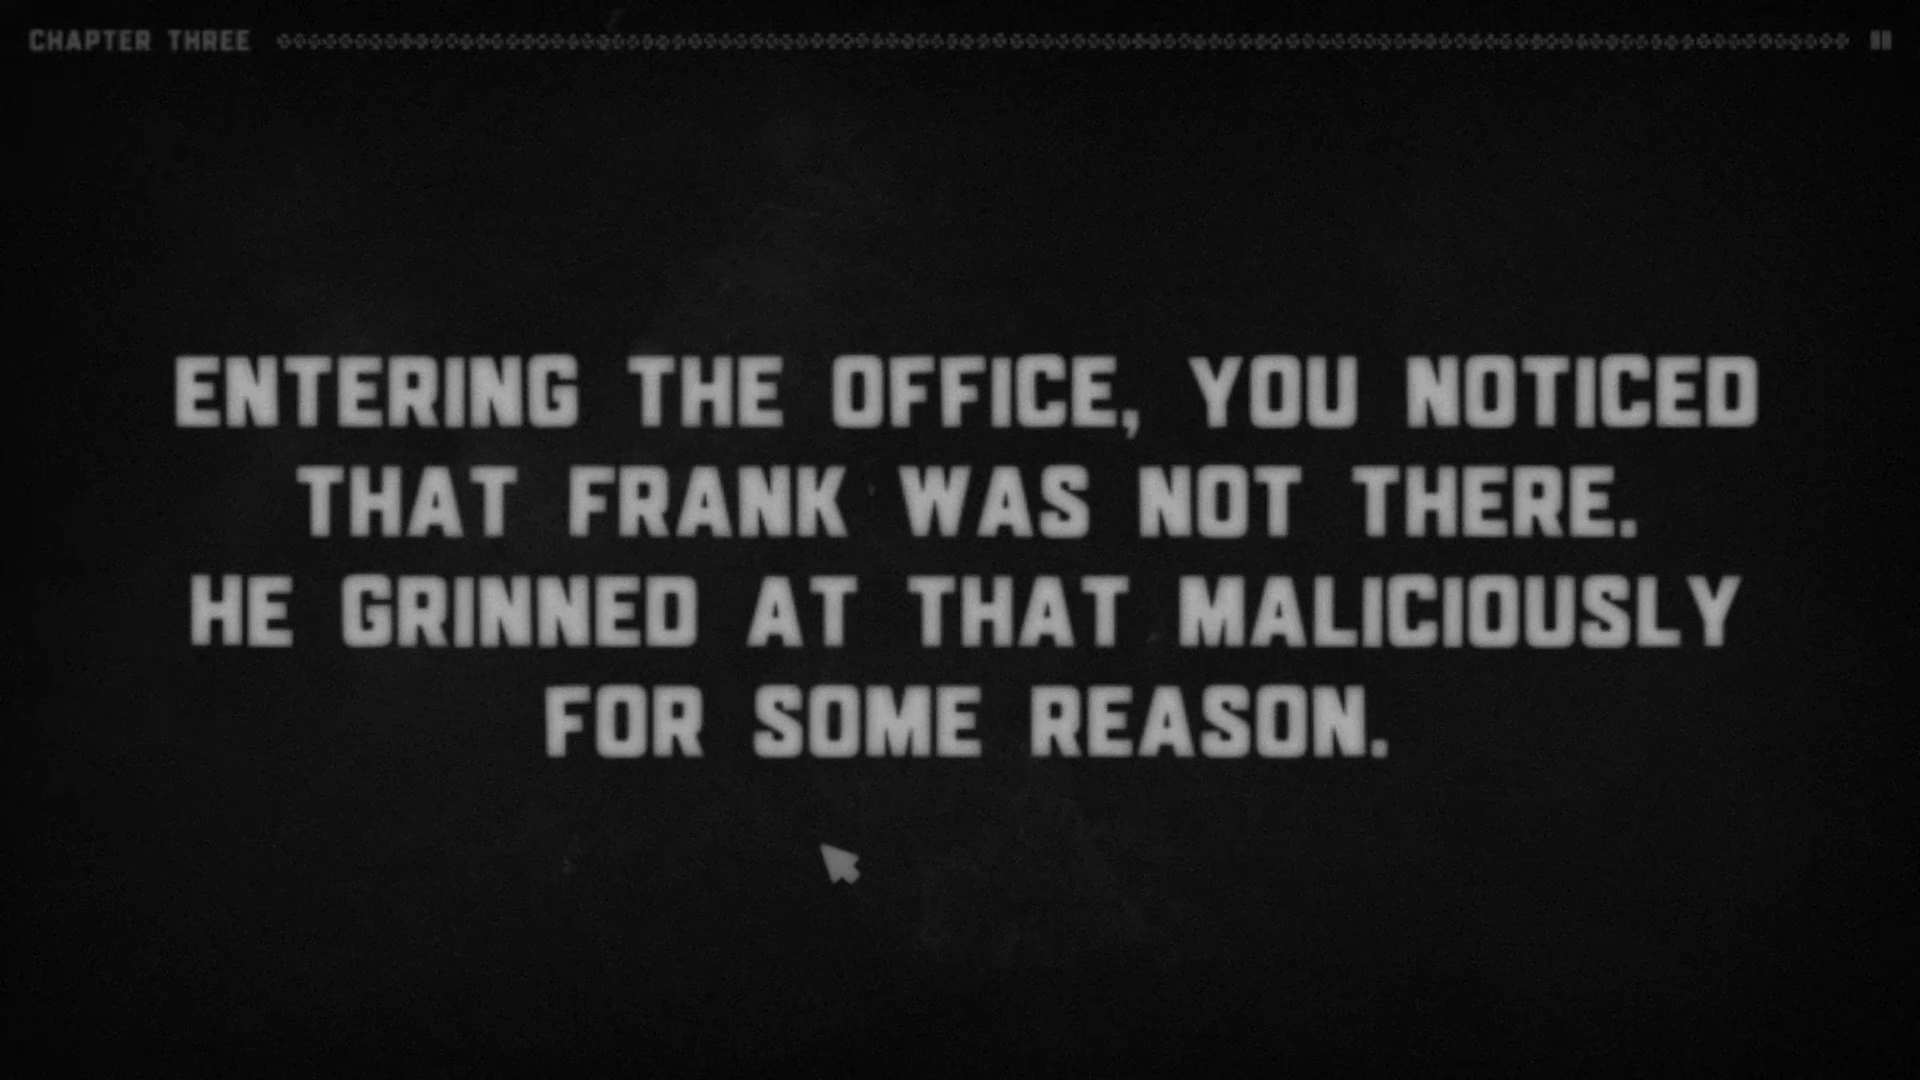 CHAPTER THREE
ENTERING THE OFFICE, YOU NOTICED
THAT FRANK WAS NOT THERE.
HE GRINNED AT THAT MALICIOUSLY
FOR SOME REASON.